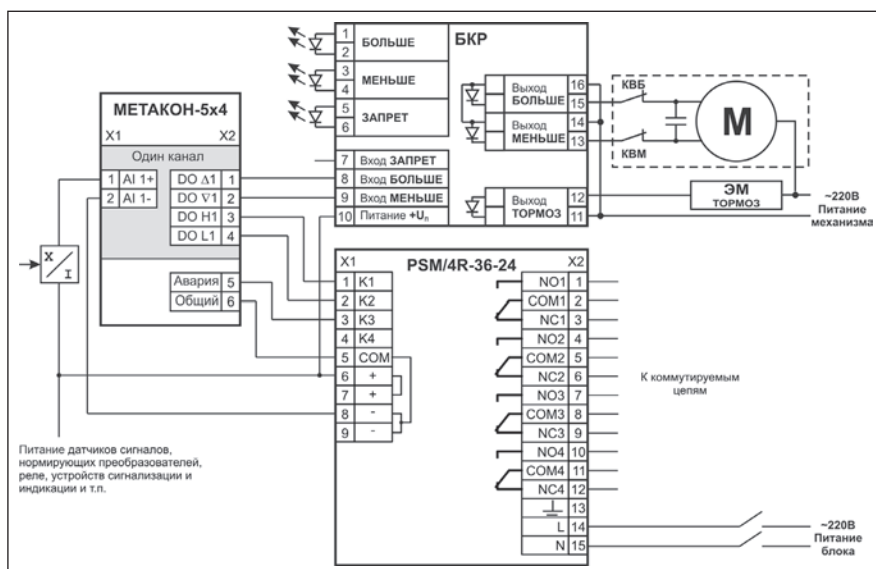 БКР
1
2
БОЛЬШЕ
3
4
МЕНЬШЕ
5
6
ЗАПРЕТ
7 Вход ЗАПРЕТ
8 Вход БОЛЬШЕ
9 Вход МЕНЬШЕ
10 Питание +Uп
Выход БОЛЬШЕ
16
15
Выход МЕНЬШЕ
14
13
Выход ТОРМОЗ
12
11
КВБ
КВМ
М
ЭМ
ТОРМОЗ
~220В
Питание
механизма
МЕТАКОН-5х4
X1 X2
Один канал
1 AI 1+ DO Δ1 1
2 AI 1- DO ∇1 2
DO H1 3
DO L1 4
Авария 5
Общий 6
X
I
X1 PSM/4R-36-24 X2
1 K1
2 K2
3 K3
4 K4
5 COM
6 +
7 +
8 -
9 -
NO1 1
COM1 2
NC1 3
NO2 4
COM2 5
NC2 6
NO3 7
COM3 8
NC3 9
NO4 10
COM4 11
NC4 12
13
L 14
N 15
К коммутируемым
цепям
~220В
Питание
блока
Питание датчиков сигналов,
нормирующих преобразователей,
реле, устройств сигнализации и
индикации и т.п.